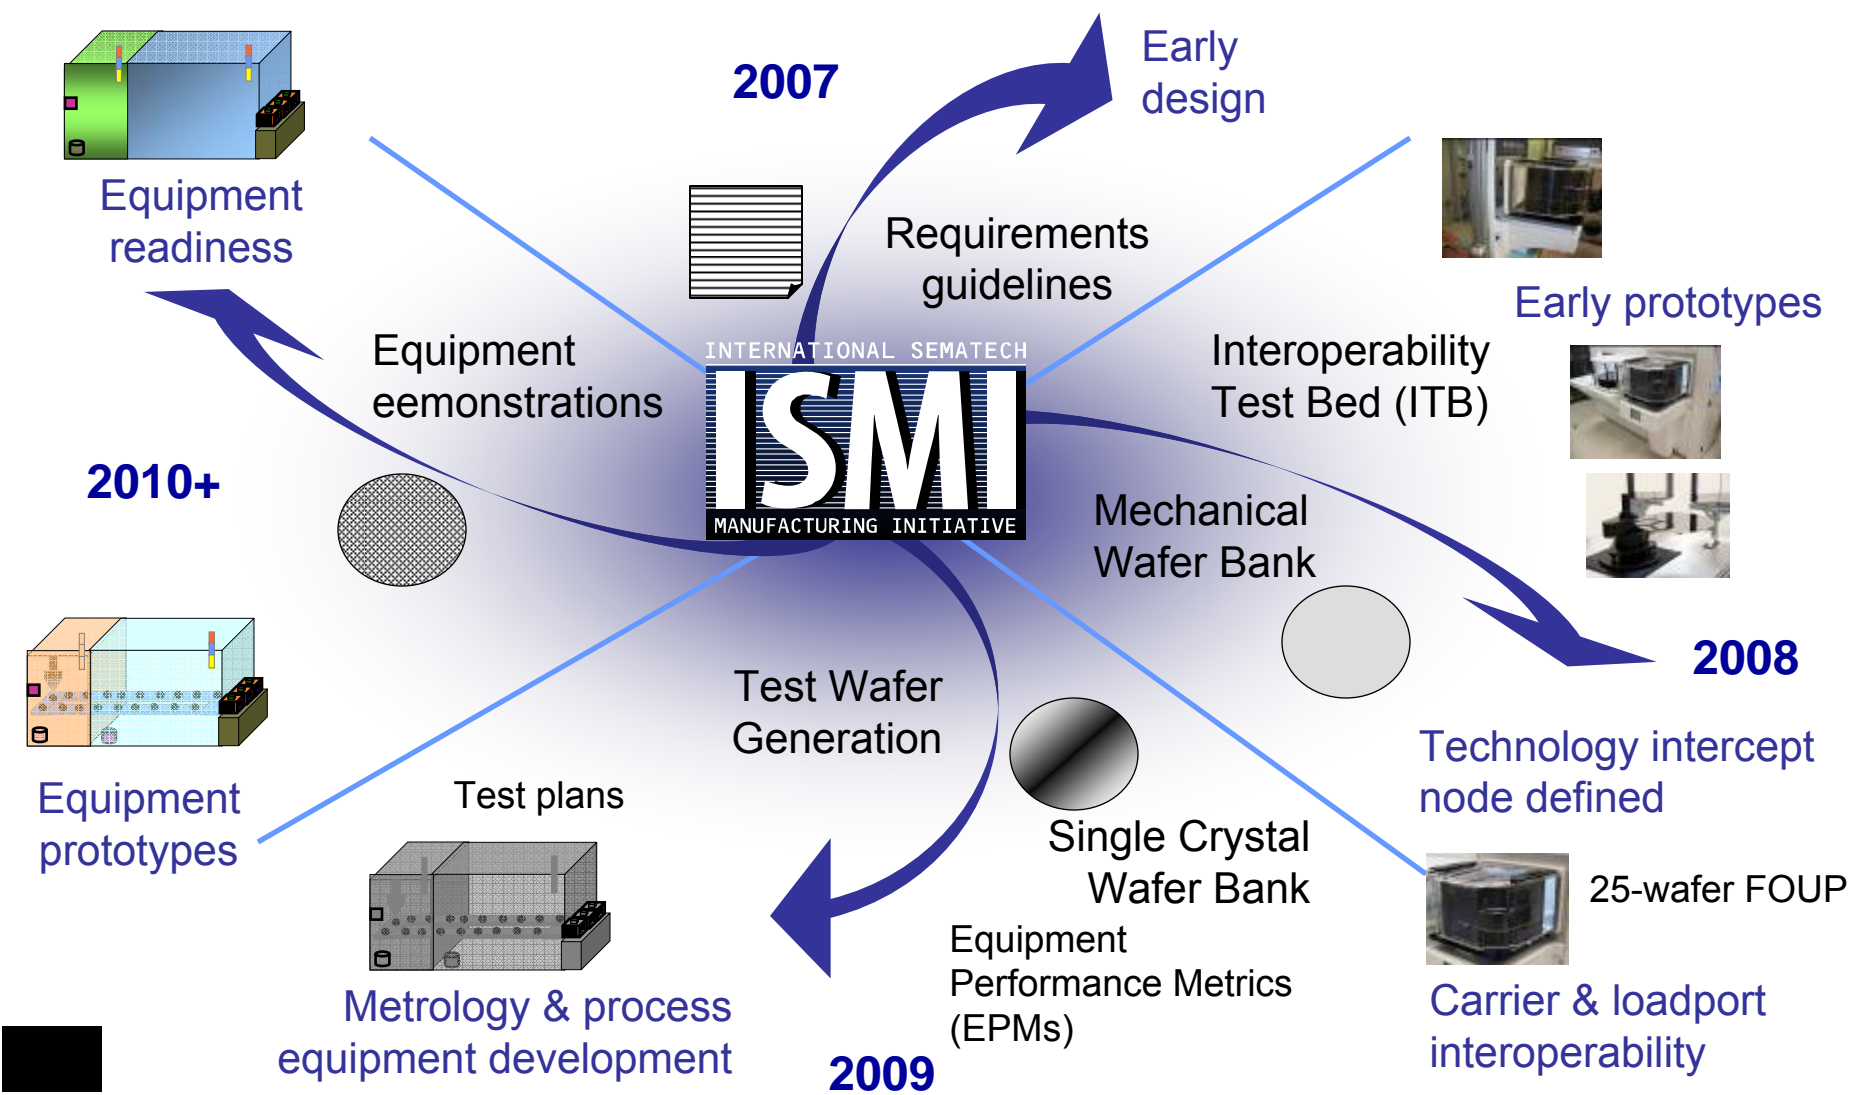 2007
Early
design
Requirements
guidelines
Equipment
readiness
Early prototypes
INTERNATIONAL SEMATECH
ISMI
MANUFACTURING INITIATIVE
Equipment
eemonstrations
Interoperability
Test Bed (ITB)
2010+
Mechanical
Wafer Bank
2008
Test Wafer
Generation
Technology intercept
node defined
Equipment
prototypes
Test plans
Single Crystal
Wafer Bank
25-wafer FOUP
Equipment
Performance Metrics
(EPMs)
Metrology & process
equipment development
Carrier & loadport
interoperability
2009